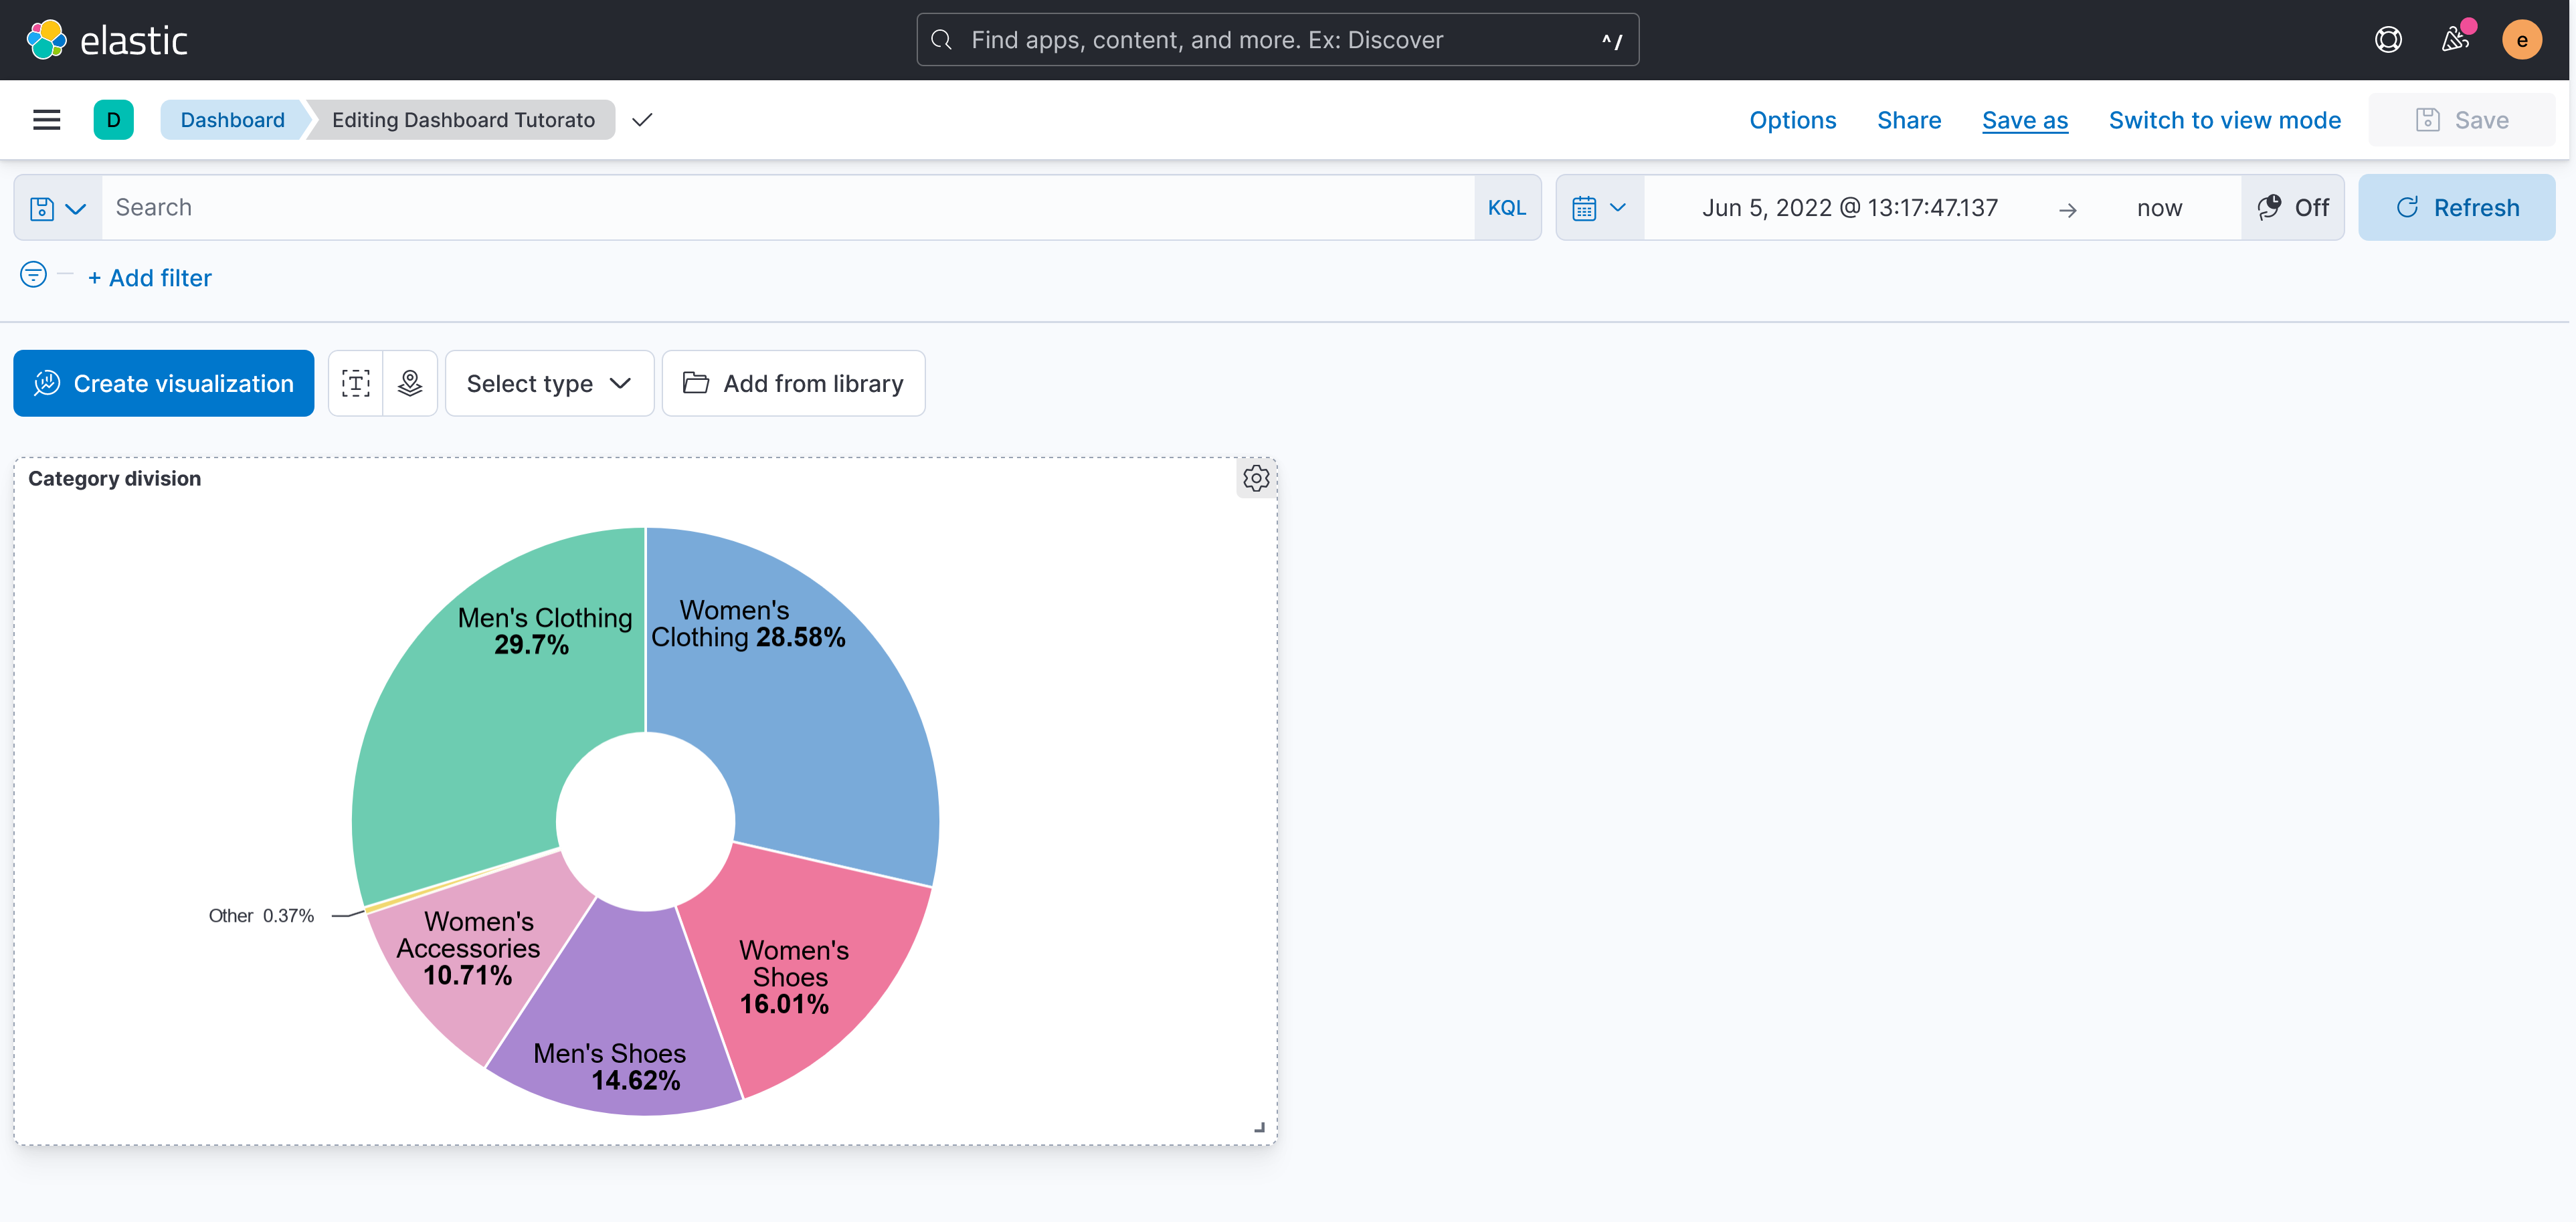 elastic
Find apps, content, and more. Ex: Discover
^/
e
D
Dashboard
Editing Dashboard Tutorato
Options
Share
Save as
Switch to view mode
Save
Search
KQL
Jun 5, 2022 @ 13:17:47.137
→
now
Off
Refresh
+ Add filter
Create visualization
T
Select type
Add from library
Category division
Men's Clothing
29.7%
Women's
Clothing 28.58%
Other 0.37%
Women's
Accessories
10.71%
Women's
Shoes
16.01%
Men's Shoes
14.62%